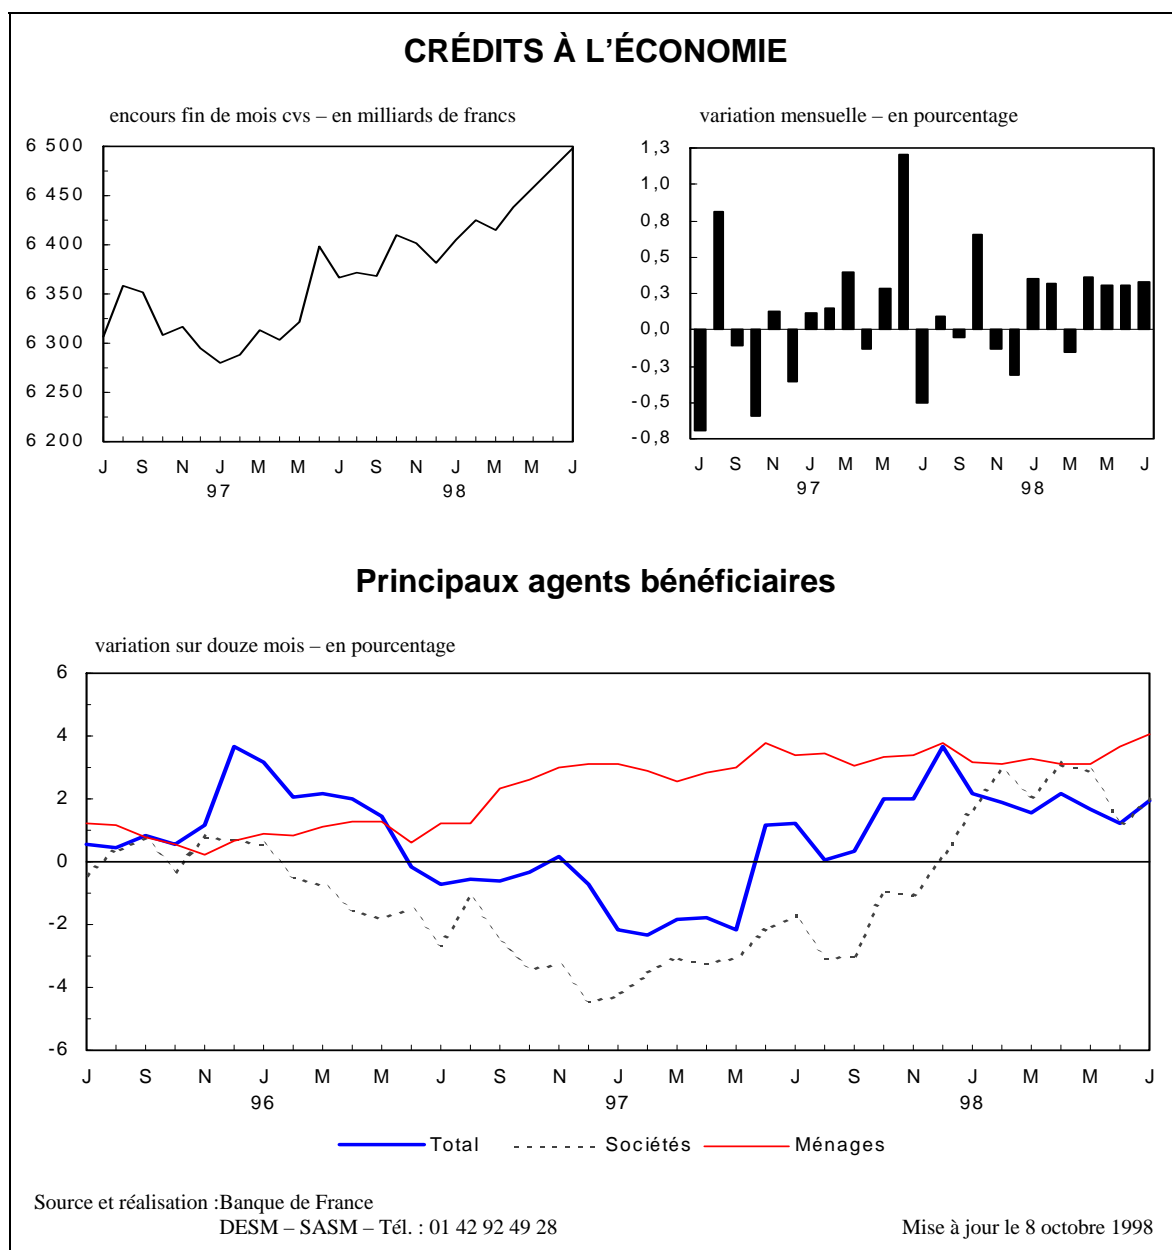 CRÉDITS À L’ÉCONOMIE
encours fin de mois cvs – en milliards de francs
6 500
6 450
6 400
6 350
6 300
6 250
6 200
J S N J M M J S N J M M J
97 98
variation mensuelle – en pourcentage
1,3
1,0
0,8
0,5
0,3
0,0
-0,3
-0,5
-0,8
J S N J M M J S N J M M J
97 98
Principaux agents bénéficiaires
variation sur douze mois – en pourcentage
6
4
2
0
-2
-4
-6
J S N J M M J S N J M M J S N J M M J
96 97 98
Total Sociétés Ménages
Source et réalisation :Banque de France
DESM – SASM – Tél. : 01 42 92 49 28 Mise à jour le 8 octobre 1998